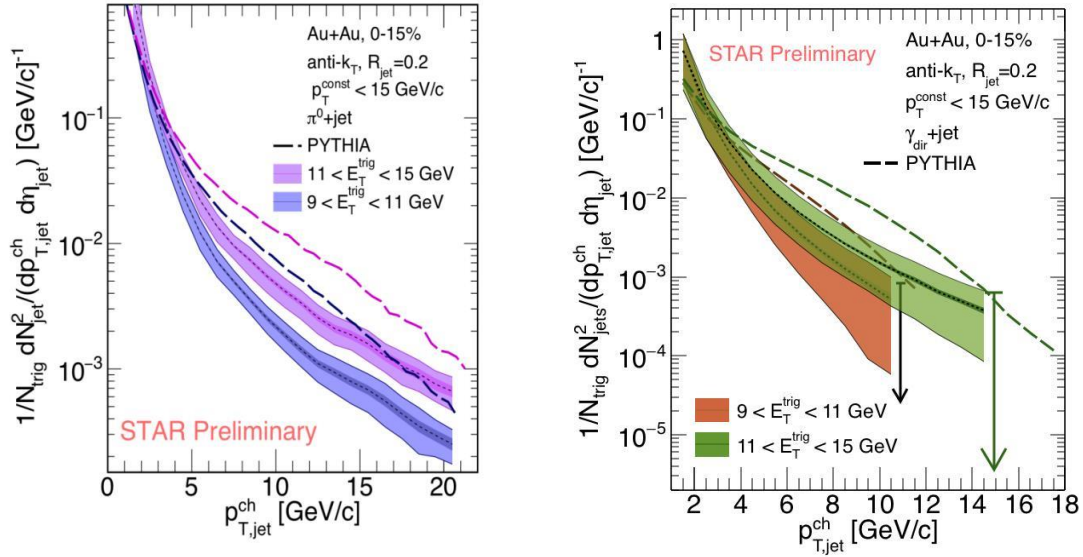 Au+Au, 0-15%
anti-k_T, R_jet=0.2
p_T^const < 15 GeV/c
π⁰+jet
PYTHIA
11 < E_T^trig < 15 GeV
9 < E_T^trig < 11 GeV
STAR Preliminary
10⁻¹
10⁻²
10⁻³
0 5 10 15 20
p_T,jet^ch [GeV/c]
1/N_trig dN²_jet/(dp_T,jet^ch dη_jet) [GeV/c]⁻¹
STAR Preliminary
Au+Au, 0-15%
anti-k_T, R_jet=0.2
p_T^const < 15 GeV/c
γ_dir+jet
PYTHIA
9 < E_T^trig < 11 GeV
11 < E_T^trig < 15 GeV
1
10⁻¹
10⁻²
10⁻³
10⁻⁴
10⁻⁵
2 4 6 8 10 12 14 16 18
p_T,jet^ch [GeV/c]
1/N_trig dN²_jets/(dp_T,jet^ch dη_jet) [GeV/c]⁻¹